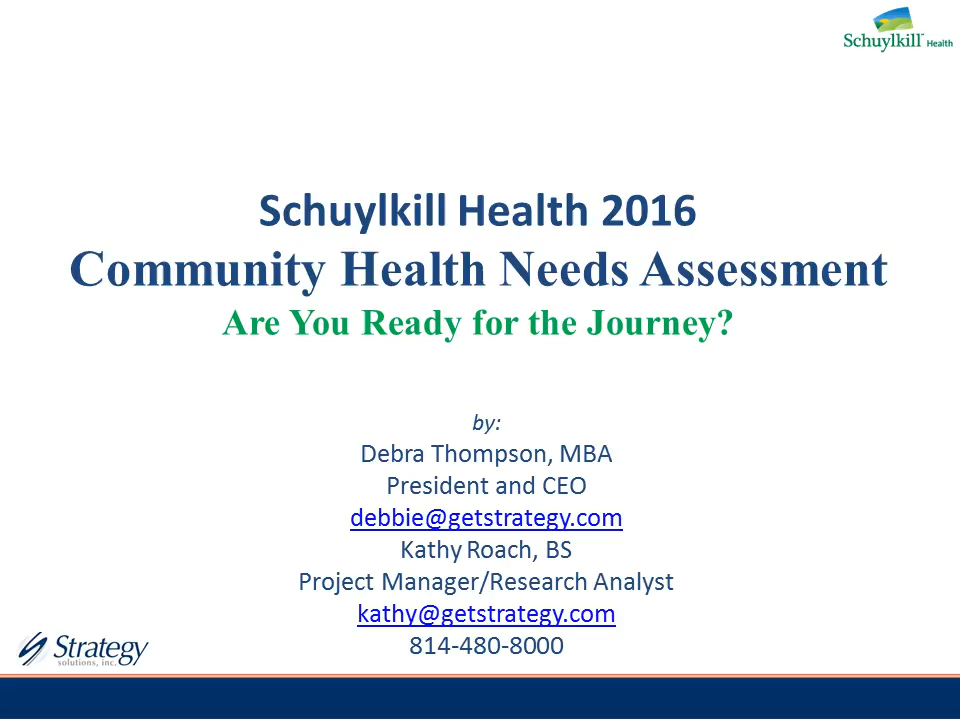 Schuylkill Health
Schuylkill Health 2016
Community Health Needs Assessment
Are You Ready for the Journey?
by:
Debra Thompson, MBA
President and CEO
debbie@getstrategy.com
Kathy Roach, BS
Project Manager/Research Analyst
kathy@getstrategy.com
814-480-8000
Strategy
solutions, inc.